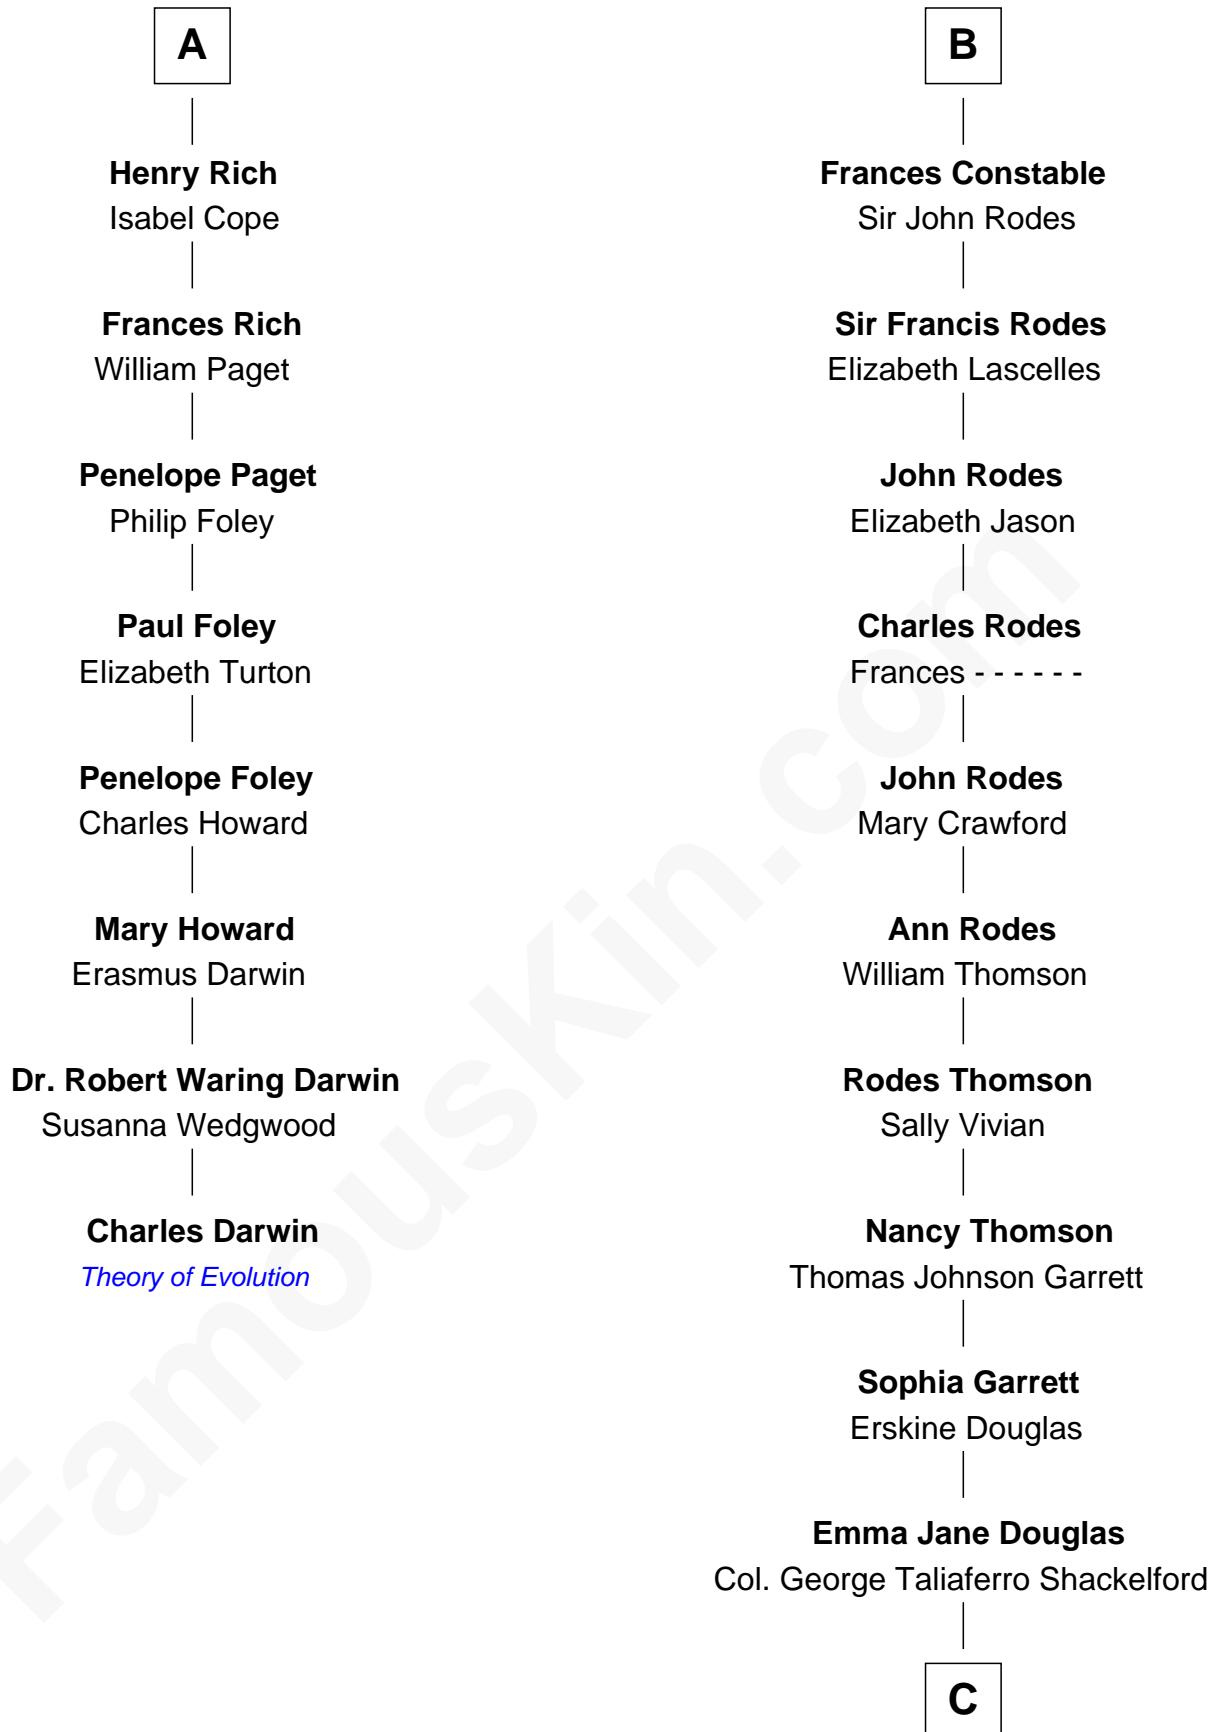 A
Henry Rich
Isabel Cope
Frances Rich
William Paget
Penelope Paget
Philip Foley
Paul Foley
Elizabeth Turton
Penelope Foley
Charles Howard
Mary Howard
Erasmus Darwin
Dr. Robert Waring Darwin
Susanna Wedgwood
Charles Darwin
Theory of Evolution
B
Frances Constable
Sir John Rodes
Sir Francis Rodes
Elizabeth Lascelles
John Rodes
Elizabeth Jason
Charles Rodes
Frances - - - - - -
John Rodes
Mary Crawford
Ann Rodes
William Thomson
Rodes Thomson
Sally Vivian
Nancy Thomson
Thomas Johnson Garrett
Sophia Garrett
Erskine Douglas
Emma Jane Douglas
Col. George Taliaferro Shackelford
C
FamousKin.com